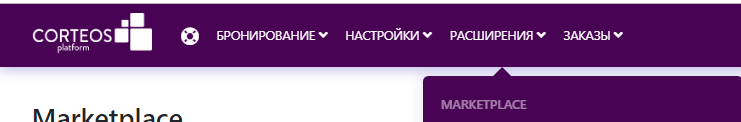 CORTEOS
platform
БРОНИРОВАНИЕ НАСТРОЙКИ РАСШИРЕНИЯ ЗАКАЗЫ
MARKETPLACE
Marketplace